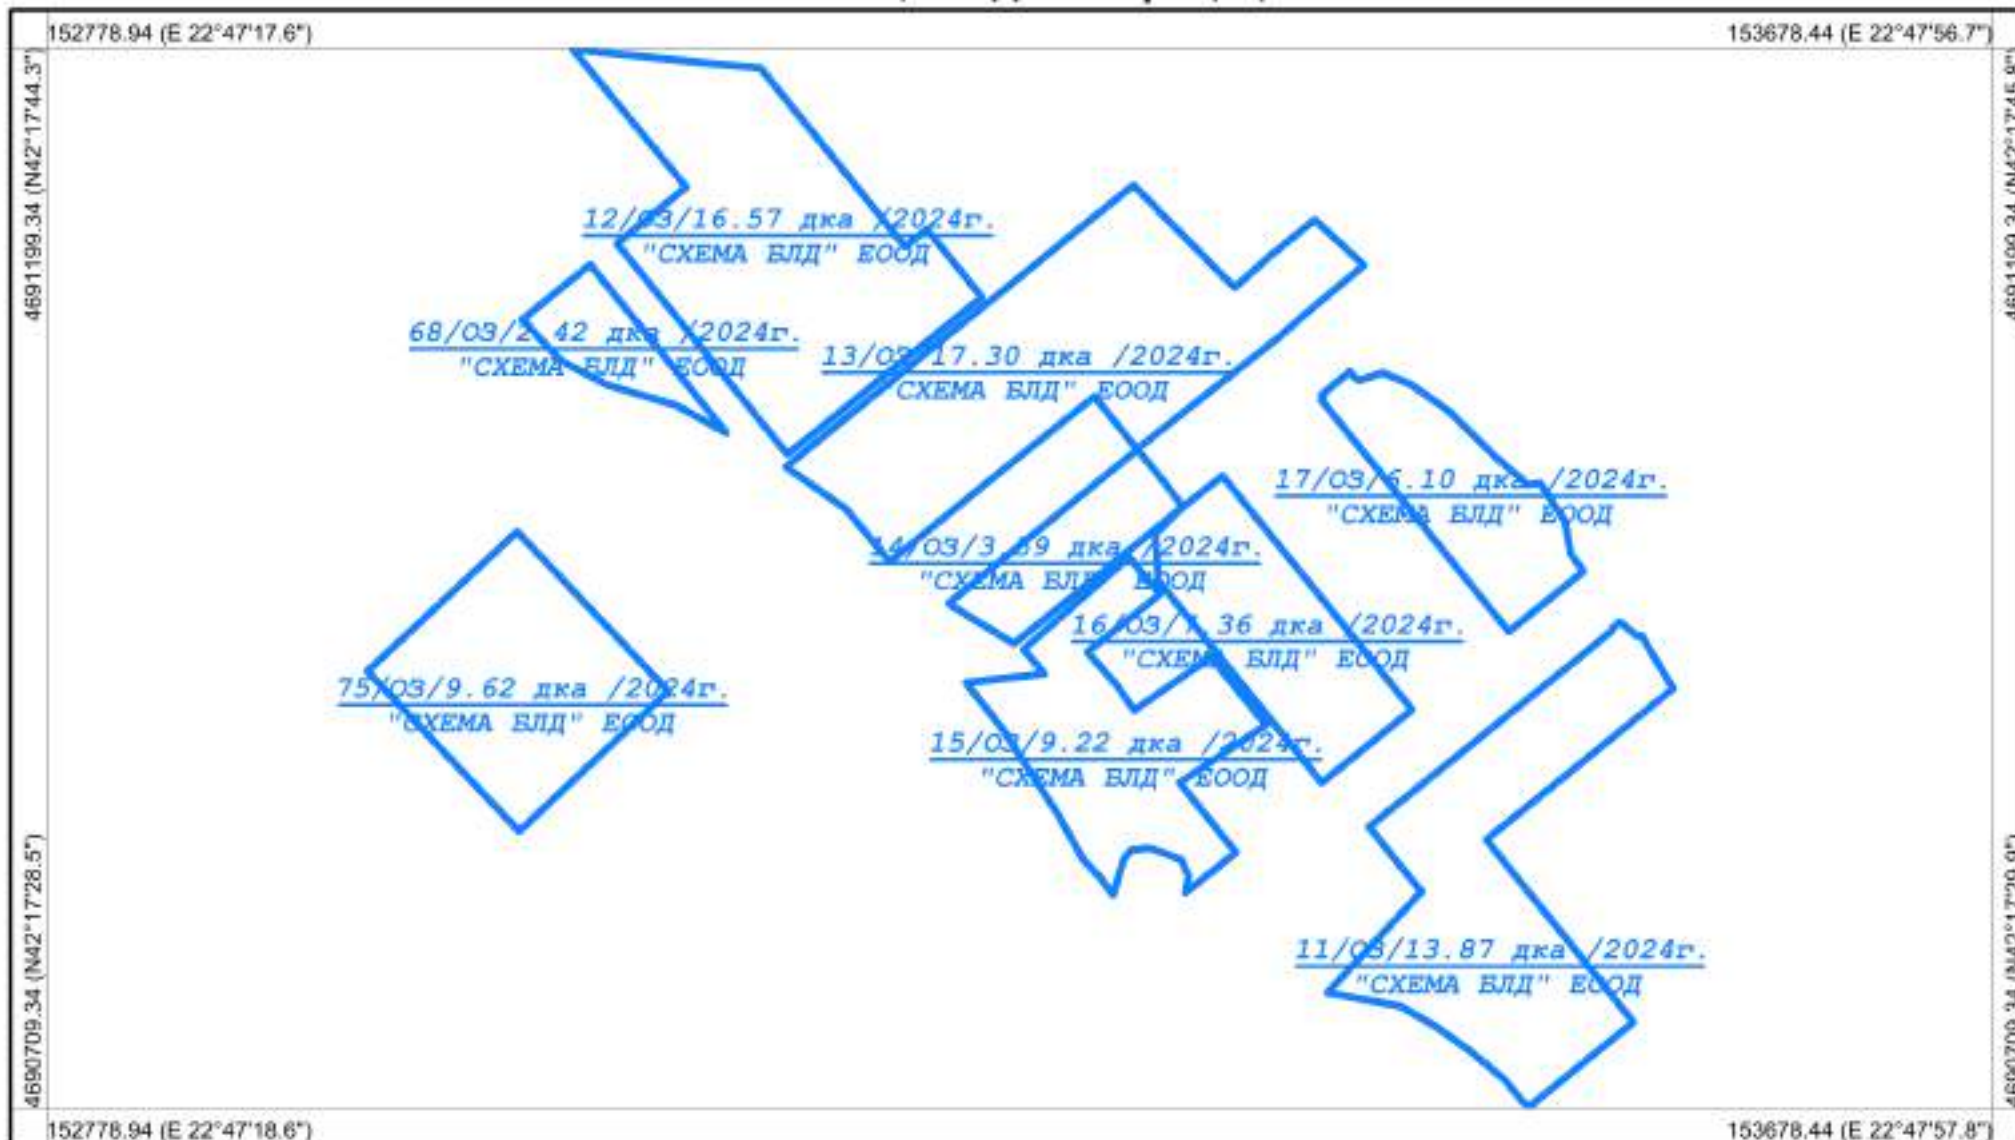 152778.94 (E 22°47'17.6")
153678.44 (E 22°47'56.7")
4691199.34 (N42°17'44.3")
12/ОЗ/16.57 дка /2024г.
"СХЕМА БЛД" ЕООД
68/ОЗ/2.42 дка /2024г.
"СХЕМА БЛД" ЕООД
13/ОЗ/17.30 дка /2024г.
СХЕМА БЛД" ЕООД
17/ОЗ/6.10 дка /2024г.
"СХЕМА БЛД" ЕООД
14/ОЗ/3.59 дка /2024г.
"СХЕМА БЛД" ЕООД
16/ОЗ/7.36 дка /2024г.
"СХЕМА БЛД" ЕООД
75/ОЗ/9.62 дка /2024г.
"СХЕМА БЛД" ЕООД
15/ОЗ/9.22 дка /2024г.
"СХЕМА БЛД" ЕООД
11/ОЗ/13.87 дка /2024г.
"СХЕМА БЛД" ЕООД
4690709.34 (N42°17'28.5")
152778.94 (E 22°47'18.6")
153678.44 (E 22°47'57.8")